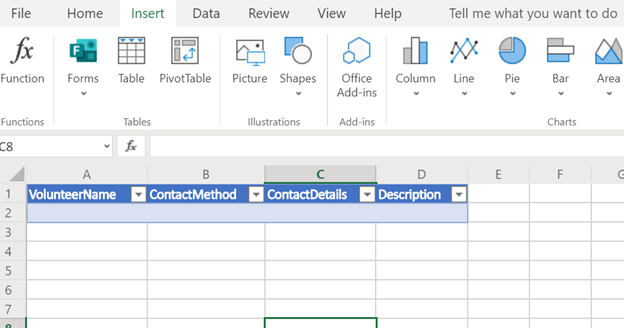 File Home Insert Data Review View Help Tell me what you want to do
fx
Function Forms Table PivotTable Picture Shapes Office Add-ins Column Line Pie Bar Area
Functions Tables Illustrations Add-ins Charts
C8 fx
A B C D E F G
1 VolunteerName ContactMethod ContactDetails Description
2
3
4
5
6
7
8